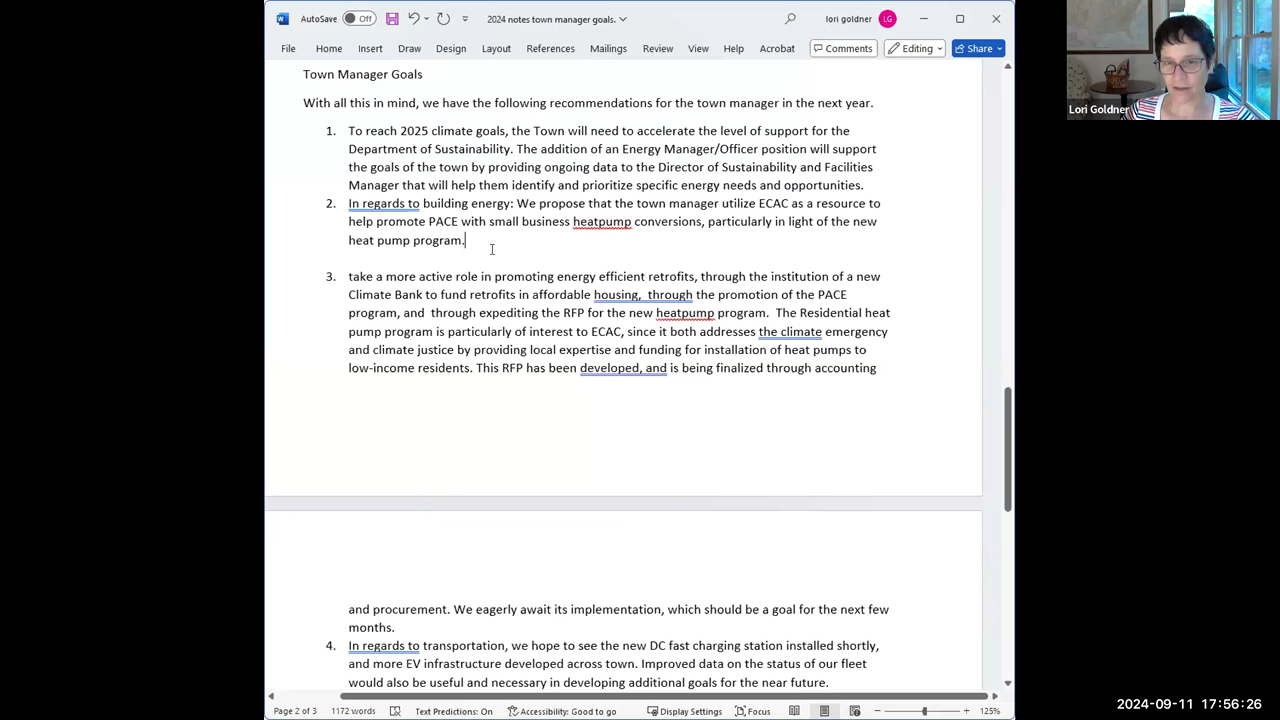 AutoSave Off 2024 notes town manager goals. lori goldner LG
File Home Insert Draw Design Layout References Mailings Review View Help Acrobat Comments Editing Share
Town Manager Goals
With all this in mind, we have the following recommendations for the town manager in the next year.
1. To reach 2025 climate goals, the Town will need to accelerate the level of support for the
Department of Sustainability. The addition of an Energy Manager/Officer position will support
the goals of the town by providing ongoing data to the Director of Sustainability and Facilities
Manager that will help them identify and prioritize specific energy needs and opportunities.
2. In regards to building energy: We propose that the town manager utilize ECAC as a resource to
help promote PACE with small business heatpump conversions, particularly in light of the new
heat pump program.
3. take a more active role in promoting energy efficient retrofits, through the institution of a new
Climate Bank to fund retrofits in affordable housing, through the promotion of the PACE
program, and through expediting the RFP for the new heatpump program. The Residential heat
pump program is particularly of interest to ECAC, since it both addresses the climate emergency
and climate justice by providing local expertise and funding for installation of heat pumps to
low-income residents. This RFP has been developed, and is being finalized through accounting
and procurement. We eagerly await its implementation, which should be a goal for the next few
months.
4. In regards to transportation, we hope to see the new DC fast charging station installed shortly,
and more EV infrastructure developed across town. Improved data on the status of our fleet
would also be useful and necessary in developing additional goals for the near future.
Page 2 of 3 1172 words Text Predictions: On Accessibility: Good to go Display Settings Focus 125%
Lori Goldner
2024-09-11 17:56:26